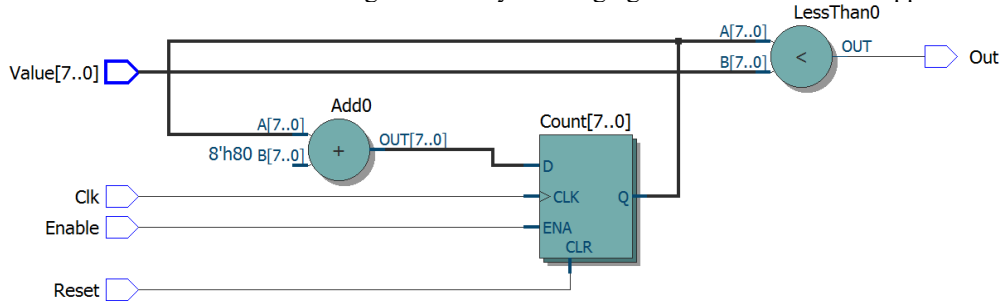 LessThan0
A[7..0]
OUT
Out
Value[7..0]
B[7..0]
<
Add0
A[7..0]
OUT[7..0]
Count[7..0]
8'h80 B[7..0]
+
D
Clk
>CLK
Q
Enable
ENA
CLR
Reset